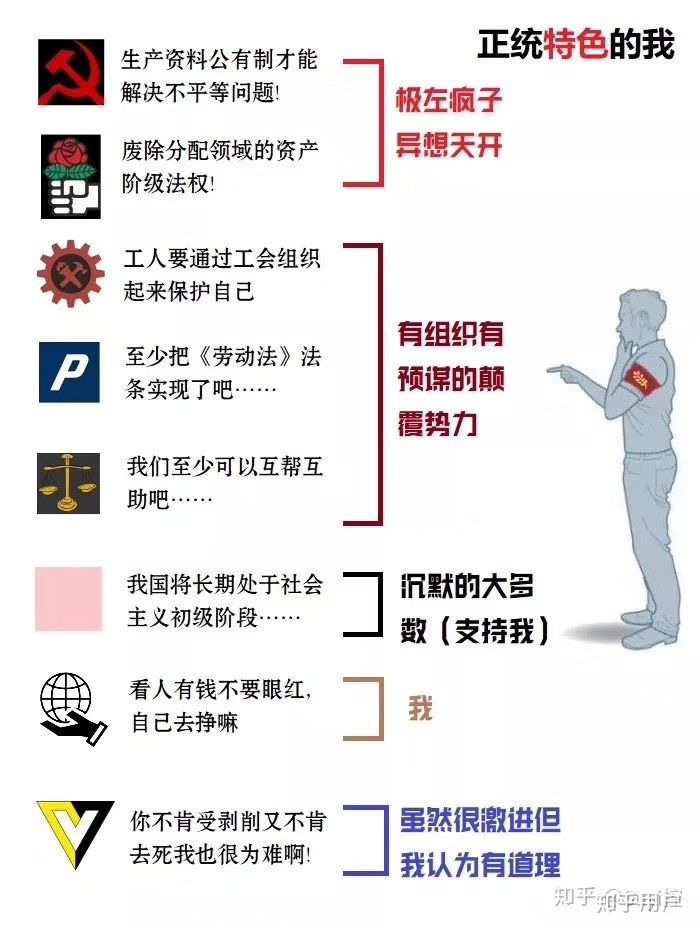 正统特色的我
生产资料公有制才能
解决不平等问题!
极左疯子
异想天开
废除分配领域的资产
阶级法权!
工人要通过工会组织
起来保护自己
有组织有
预谋的颠
覆势力
P
至少把《劳动法》法
条实现了吧……
我们至少可以互帮互
助吧……
我国将长期处于社会
主义初级阶段……
沉默的大多
数（支持我）
看人有钱不要眼红,
自己去挣嘛
我
你不肯受剥削又不肯
去死我也很为难啊!
虽然很激进但
我认为有道理
知乎用户